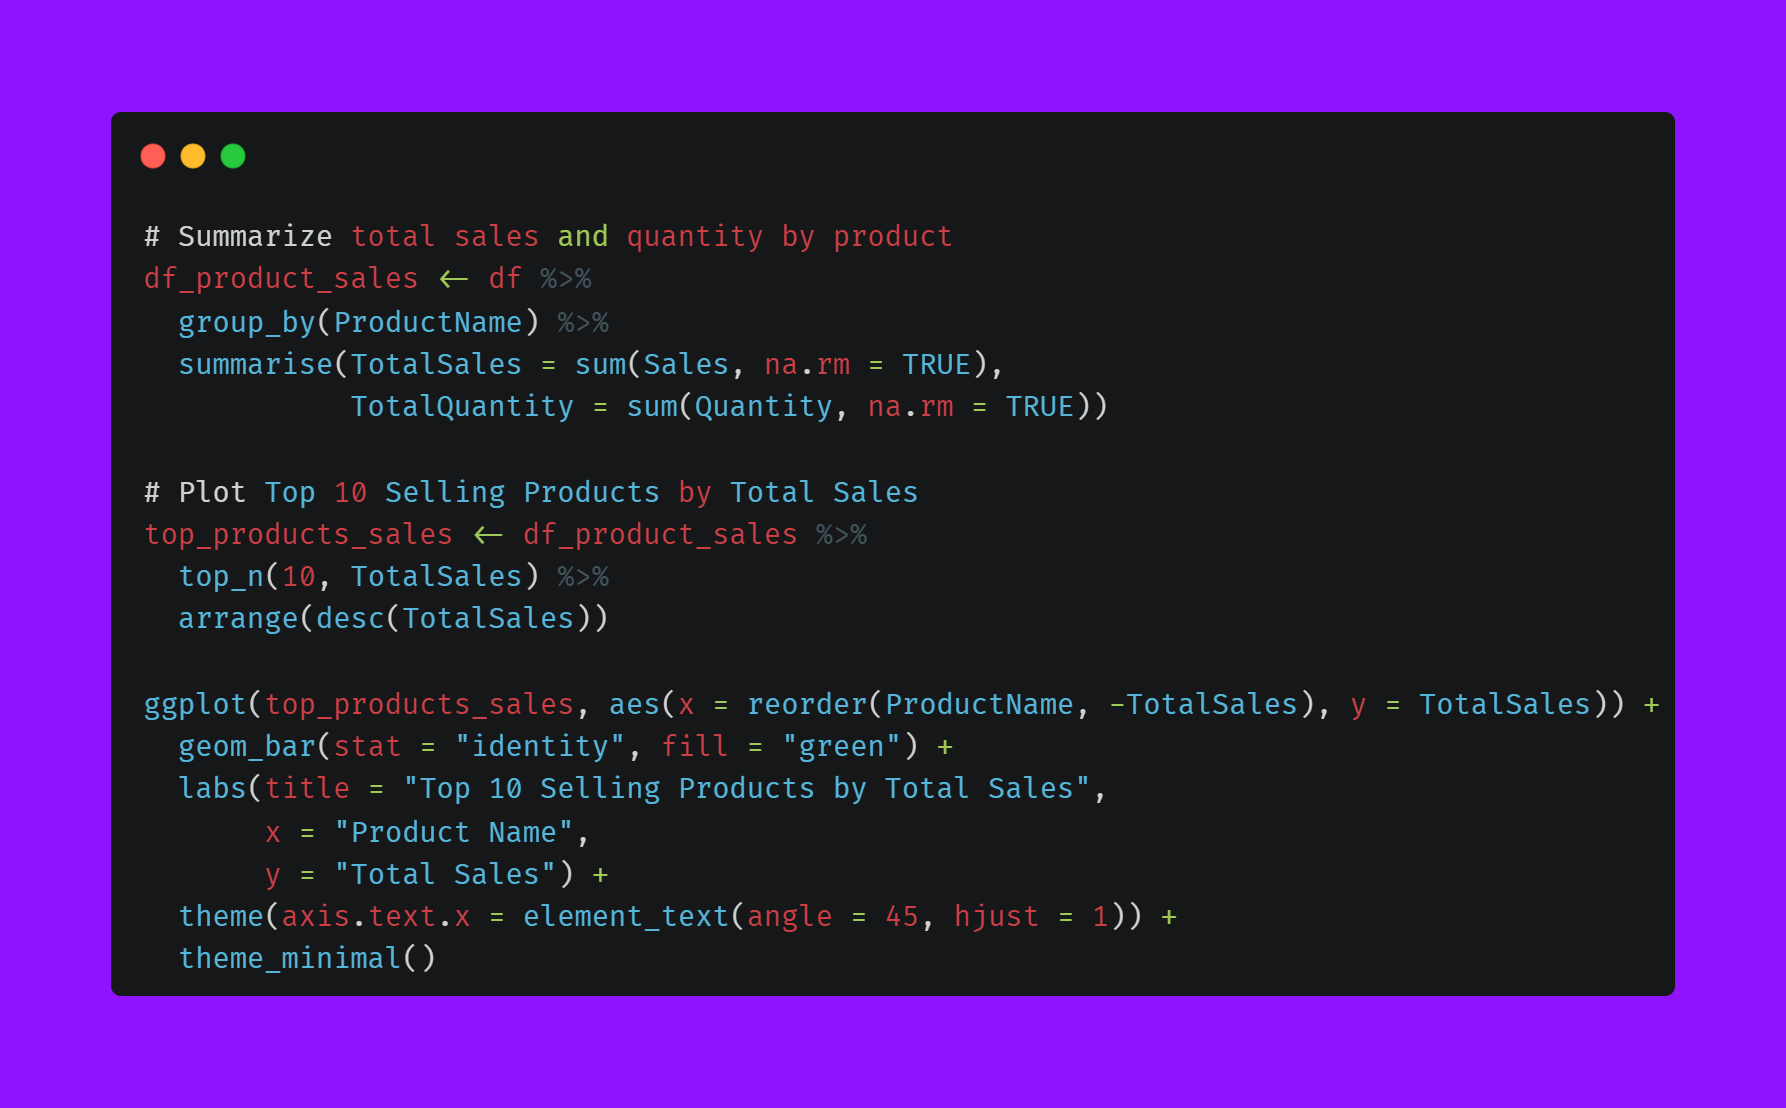 # Summarize total sales and quantity by product
df_product_sales <- df %>%
  group_by(ProductName) %>%
  summarise(TotalSales = sum(Sales, na.rm = TRUE),
            TotalQuantity = sum(Quantity, na.rm = TRUE))

# Plot Top 10 Selling Products by Total Sales
top_products_sales <- df_product_sales %>%
  top_n(10, TotalSales) %>%
  arrange(desc(TotalSales))

ggplot(top_products_sales, aes(x = reorder(ProductName, -TotalSales), y = TotalSales)) +
  geom_bar(stat = "identity", fill = "green") +
  labs(title = "Top 10 Selling Products by Total Sales",
       x = "Product Name",
       y = "Total Sales") +
  theme(axis.text.x = element_text(angle = 45, hjust = 1)) +
  theme_minimal()